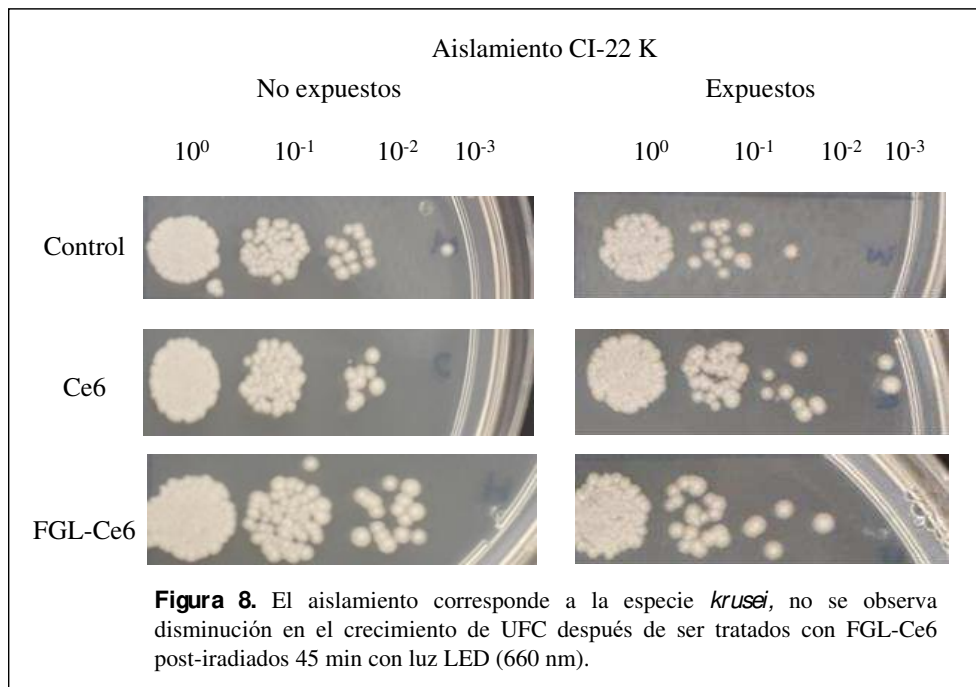 Aislamiento CI-22 K
No expuestos Expuestos
10⁰ 10⁻¹ 10⁻² 10⁻³ 10⁰ 10⁻¹ 10⁻² 10⁻³
Control
Ce6
FGL-Ce6
Figura 8. El aislamiento corresponde a la especie krusei, no se observa
disminución en el crecimiento de UFC después de ser tratados con FGL-Ce6
post-iradiados 45 min con luz LED (660 nm).